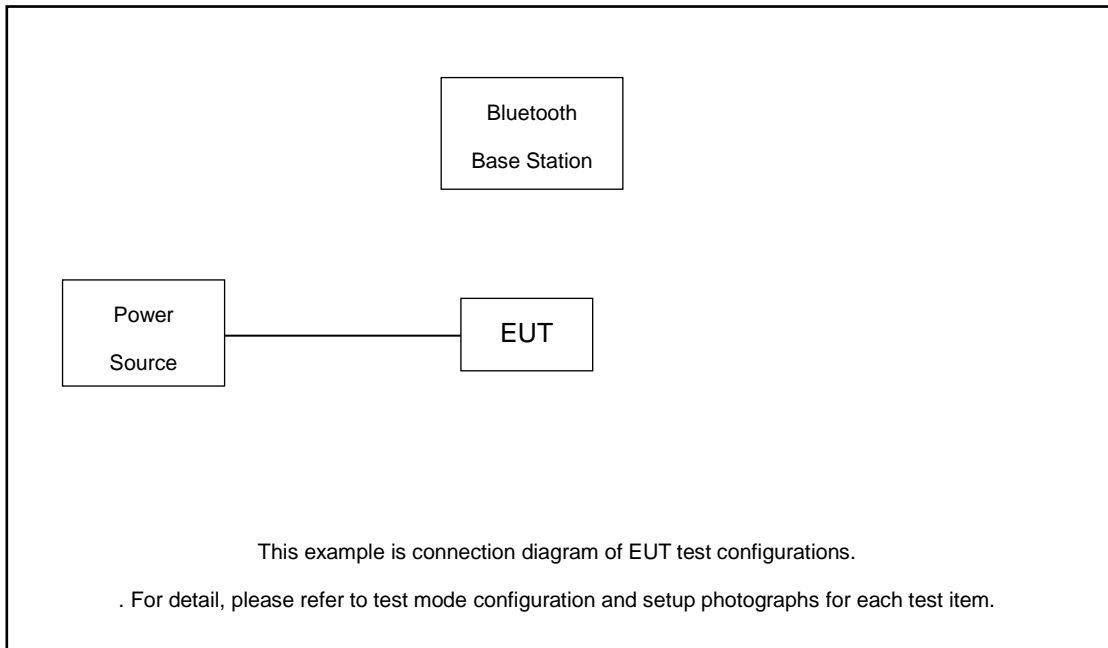 Bluetooth
Base Station
Power
Source
EUT
This example is connection diagram of EUT test configurations.
. For detail, please refer to test mode configuration and setup photographs for each test item.